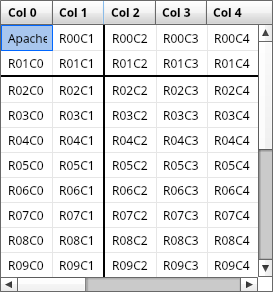 Col 0 Col 1 Col 2 Col 3 Col 4
Apache R00C1 R00C2 R00C3 R00C4
R01C0 R01C1 R01C2 R01C3 R01C4
R02C0 R02C1 R02C2 R02C3 R02C4
R03C0 R03C1 R03C2 R03C3 R03C4
R04C0 R04C1 R04C2 R04C3 R04C4
R05C0 R05C1 R05C2 R05C3 R05C4
R06C0 R06C1 R06C2 R06C3 R06C4
R07C0 R07C1 R07C2 R07C3 R07C4
R08C0 R08C1 R08C2 R08C3 R08C4
R09C0 R09C1 R09C2 R09C3 R09C4